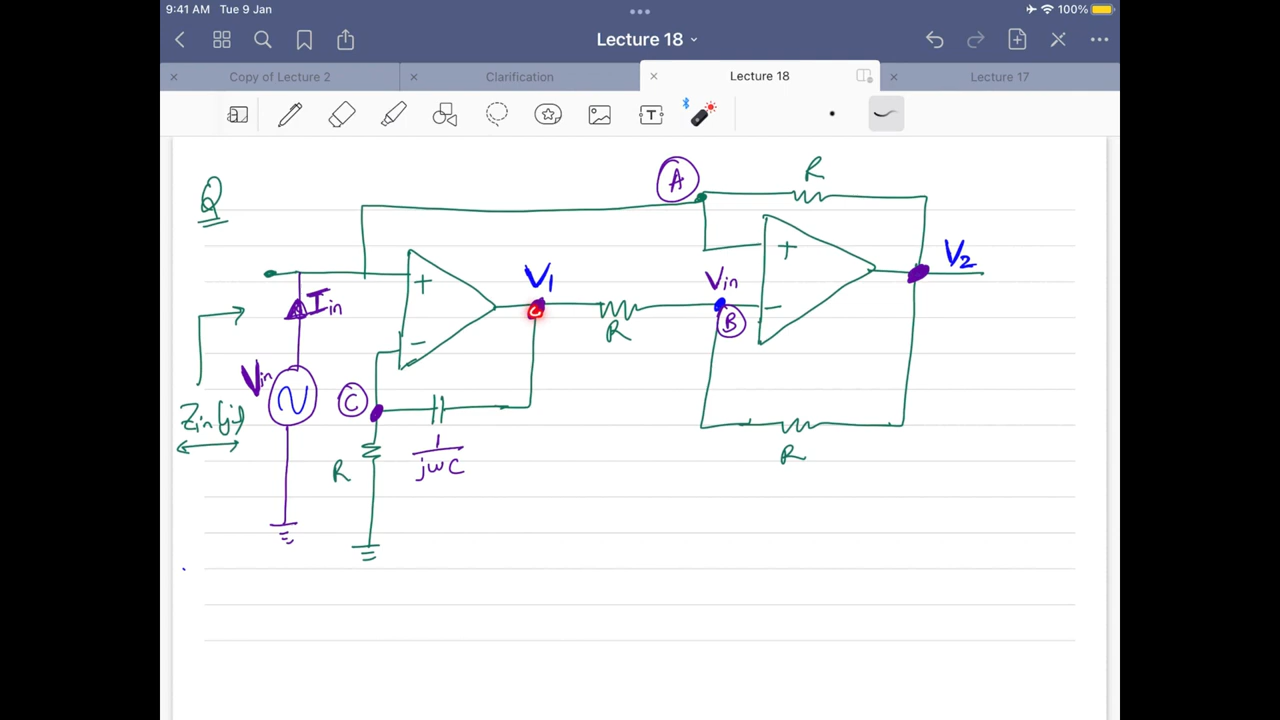 9:41 AM Tue 9 Jan
100%
Lecture 18
Copy of Lecture 2
Clarification
Lecture 18
Lecture 17
T
Q
A
R
+
V2
Vin
-
B
V1
R
+
-
Iin
Vin
C
Zin(jω)
R
1
jωC
R